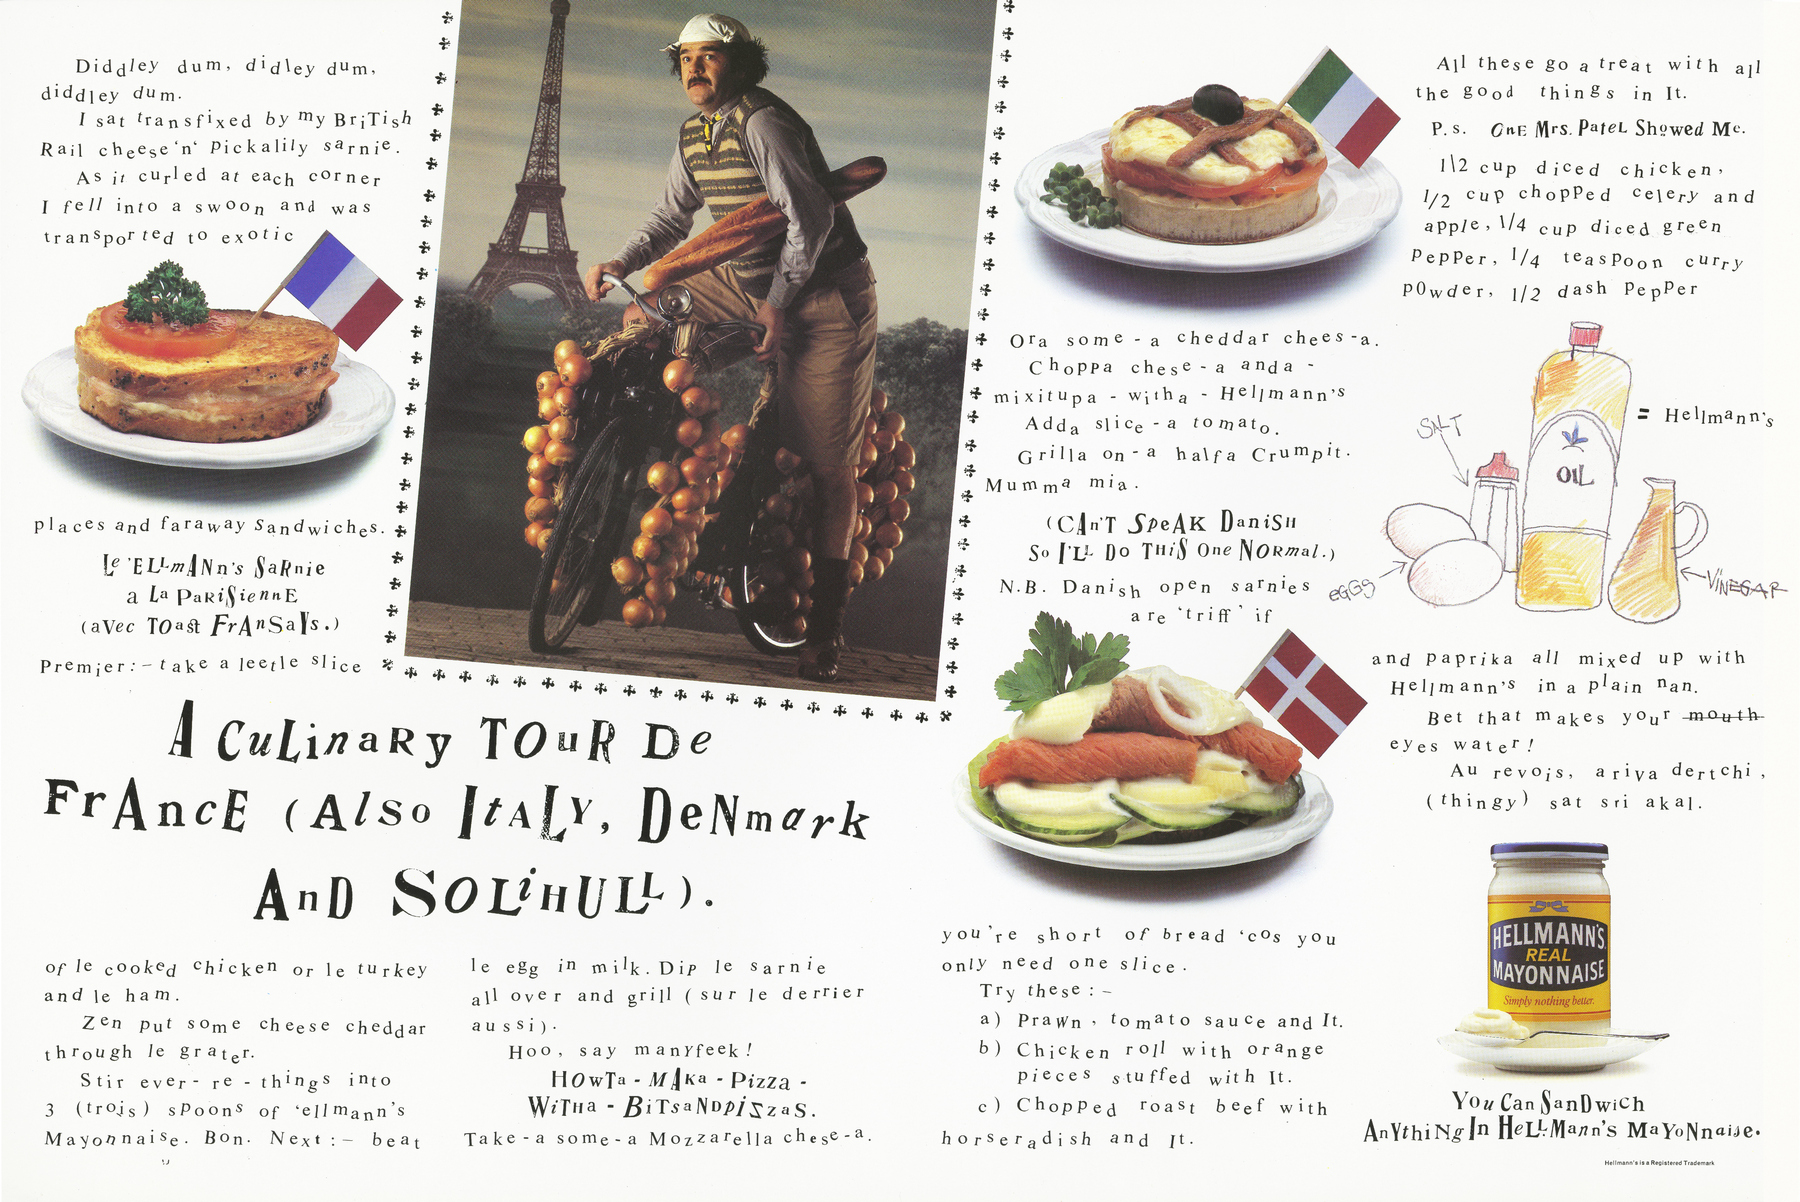 Diddley dum, didley dum,
diddley dum.
I sat transfixed by my BriTish
Rail cheese'n' pickalily sarnie.
As it curled at each corner
I fell into a swoon and was
transported to exotic
places and faraway sandwiches.
Le 'ELLmANn's SaRnie
a La PaRiSiennE
(aVec TOast FrAnSaYs.)
Premier:- take a leetle slice
A CuLinaRy TOuR De
FrAncE (Also ItALY, DeNmark
AnD SOLiHULL).
of le cooked chicken or le turkey
and le ham.
Zen put some cheese cheddar
through le grater.
Stir ever-re-things into
3 (trois) spoons of 'ellmann's
Mayonnaise. Bon. Next:- beat
le egg in milk. Dip le sarnie
all over and grill (sur le derrier
aussi).
Hoo, say manyfeek!
HOwTa-MAKa-Pizza-
WiTHa-BiTsaNDpiZzaS.
Take-a some-a Mozzarella chese-a.
Ora some-a cheddar chees-a.
Choppa chese-a anda-
mixitupa-witha-Hellmann's
Adda slice-a tomato.
Grilla on-a halfa Crumpit.
Mumma mia.
(CAn'T SpeAK DaniSH
So I'LL Do THiS One NORmal.)
N.B. Danish open sarnies
are 'triff' if
you're short of bread 'cos you
only need one slice.
Try these:-
a) Prawn, tomato sauce and It.
b) Chicken roll with orange
pieces stuffed with It.
c) Chopped roast beef with
horseradish and It.
All these go a treat with all
the good things in It.
P.s. OnE Mrs. PateL Showed Me.
1\2 cup diced chicken,
1/2 cup chopped celery and
apple, 1/4 cup diced green
pepper, 1/4 teaspoon curry
powder, 1/2 dash pepper
SALT
OIL
= Hellmann's
eGGS
VINEGAR
and paprika all mixed up with
Hellmann's in a plain nan.
Bet that makes your mouth
eyes water!
Au revois, ariva dertchi,
(thingy) sat sri akal.
HELLMANN'S
REAL
MAYONNAISE
Simply nothing better.
YOu Can SanDwich
AnYthiNg In HeLLMann's MaYoNnaise.
Hellmann's is a Registered Trademark